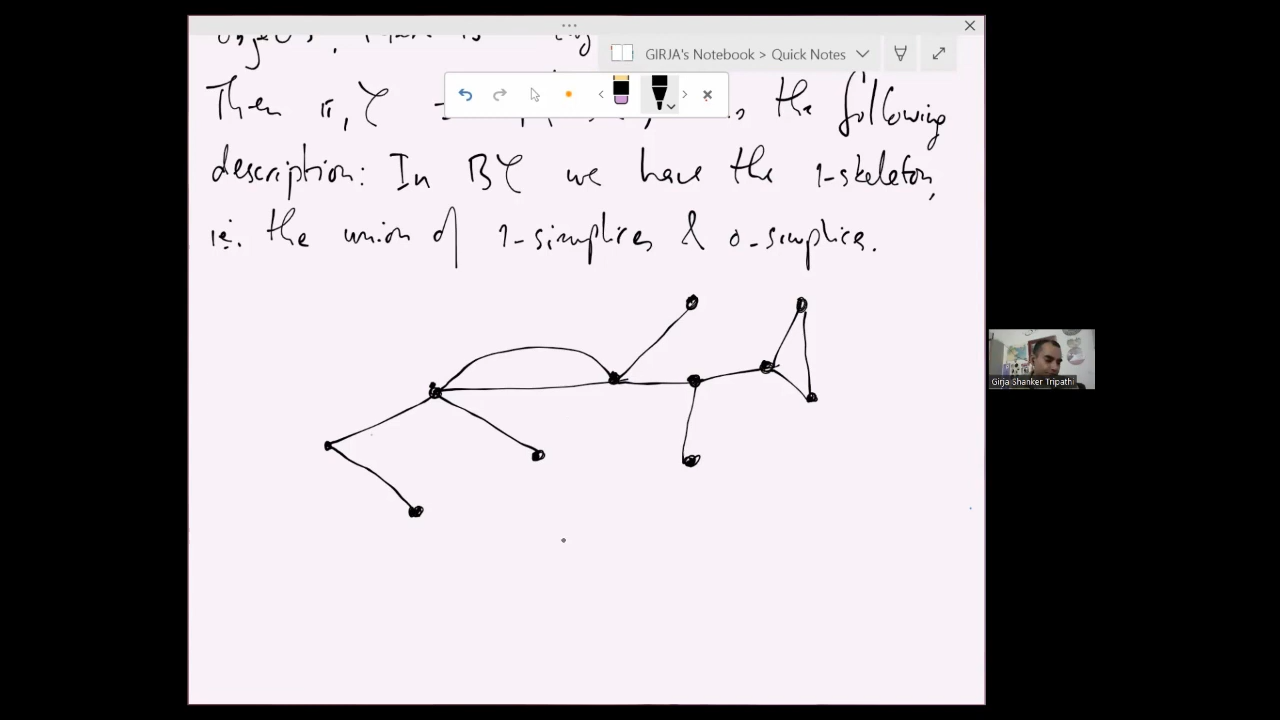 GIRJA's Notebook > Quick Notes
Then π, 𝒞 the following
description: In B𝒞 we have the 1-skeleton,
i.e. the union of 1-simplices & 0-simplices.
Girja Shanker Tripathi